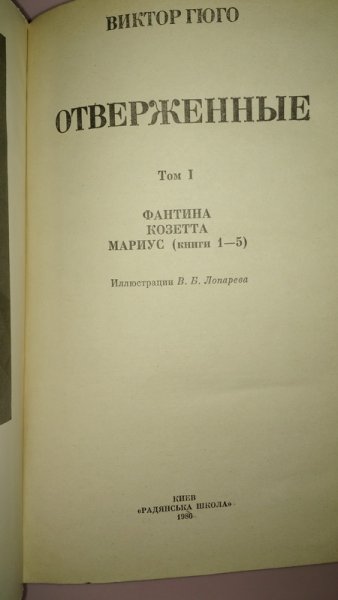 ВИКТОР ГЮГО
ОТВЕРЖЕННЫЕ
Том I
ФАНТИНА
КОЗЕТТА
МАРИУС (книги 1—5)
Иллюстрации В. Б. Лопарева
КИЕВ
«РАДЯНСЬКА ШКОЛА»
1986